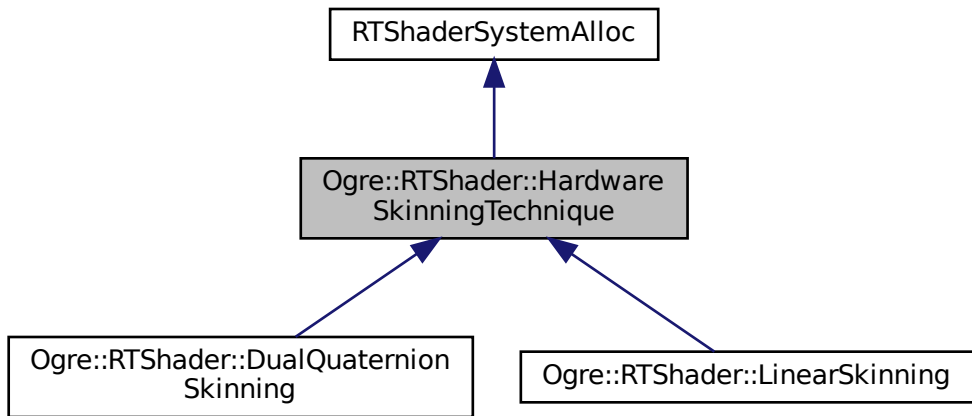 RTShaderSystemAlloc
Ogre::RTShader::Hardware
SkinningTechnique
Ogre::RTShader::DualQuaternion
Skinning
Ogre::RTShader::LinearSkinning